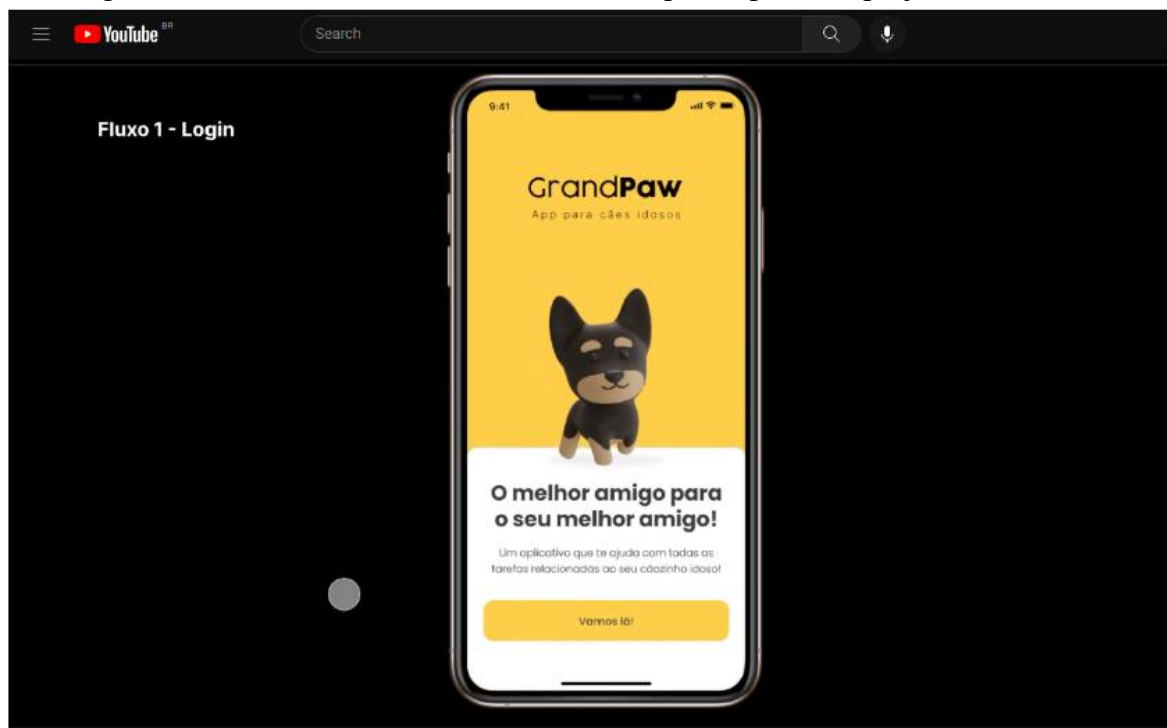 YouTube BR
Search
Fluxo 1 - Login
9:41
GrandPaw
App para cães idosos
O melhor amigo para
o seu melhor amigo!
Um aplicativo que te ajuda com todas as
tarefas relacionadas ao seu cãozinho idoso!
Vamos lá!